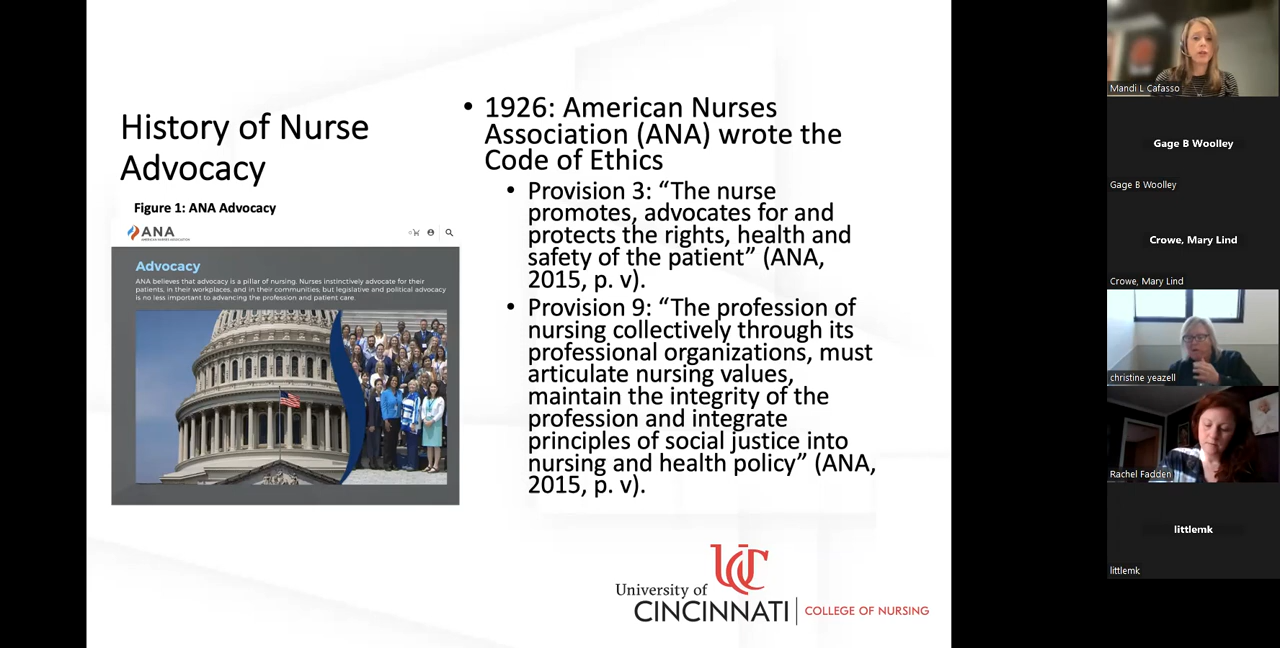 History of Nurse
Advocacy
Figure 1: ANA Advocacy
ANA
AMERICAN NURSES ASSOCIATION
Advocacy
ANA believes that advocacy is a pillar of nursing. Nurses instinctively advocate for their
patients, in their workplaces, and in their communities; but legislative and political advocacy
is no less important to advancing the profession and patient care.
• 1926: American Nurses
Association (ANA) wrote the
Code of Ethics
• Provision 3: “The nurse
promotes, advocates for and
protects the rights, health and
safety of the patient” (ANA,
2015, p. v).
• Provision 9: “The profession of
nursing collectively through its
professional organizations, must
articulate nursing values,
maintain the integrity of the
profession and integrate
principles of social justice into
nursing and health policy” (ANA,
2015, p. v).
UC
University of
CINCINNATI
COLLEGE OF NURSING
Mandi L Cafasso
Gage B Woolley
Gage B Woolley
Crowe, Mary Lind
Crowe, Mary Lind
christine yeazell
Rachel Fadden
littlemk
littlemk